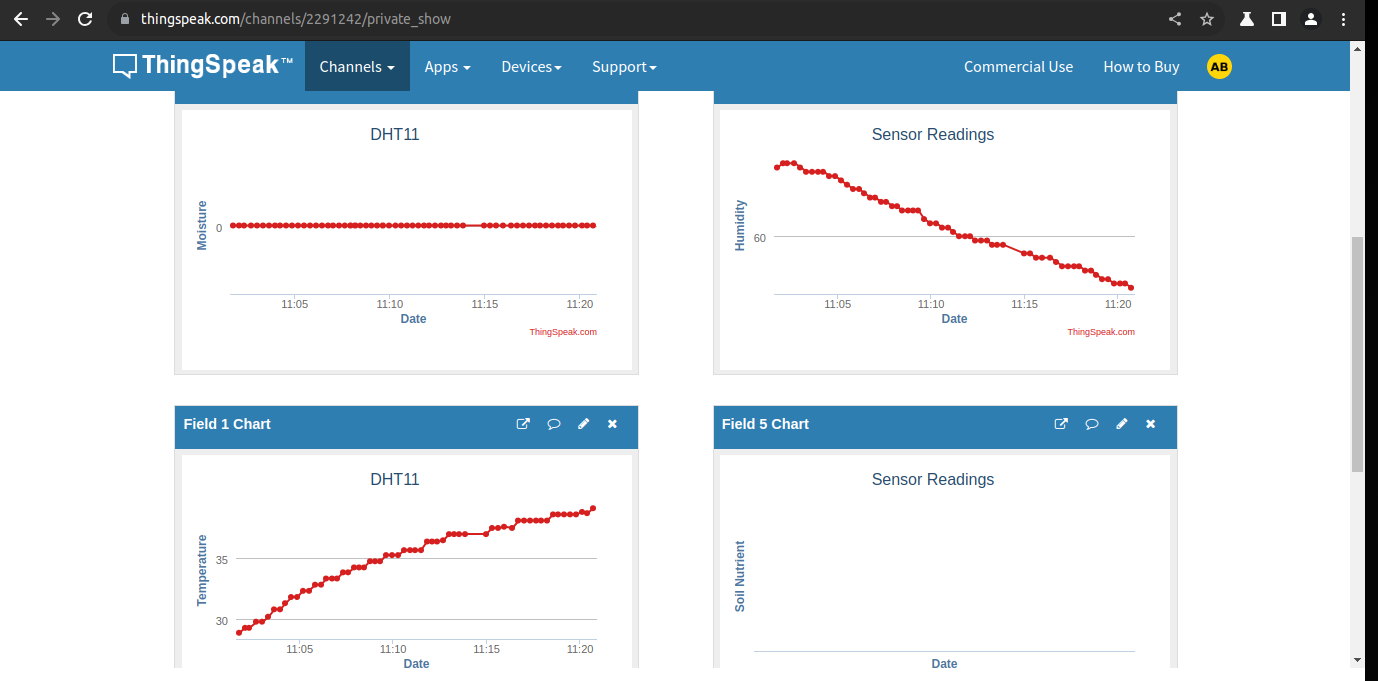 thingspeak.com/channels/2291242/private_show
ThingSpeak™ Channels Apps Devices Support Commercial Use How to Buy AB
DHT11
Moisture
0
11:05 11:10 11:15 11:20
Date
ThingSpeak.com
Sensor Readings
Humidity
60
11:05 11:10 11:15 11:20
Date
ThingSpeak.com
Field 1 Chart
DHT11
Temperature
35
30
11:05 11:10 11:15 11:20
Date
Field 5 Chart
Sensor Readings
Soil Nutrient
Date